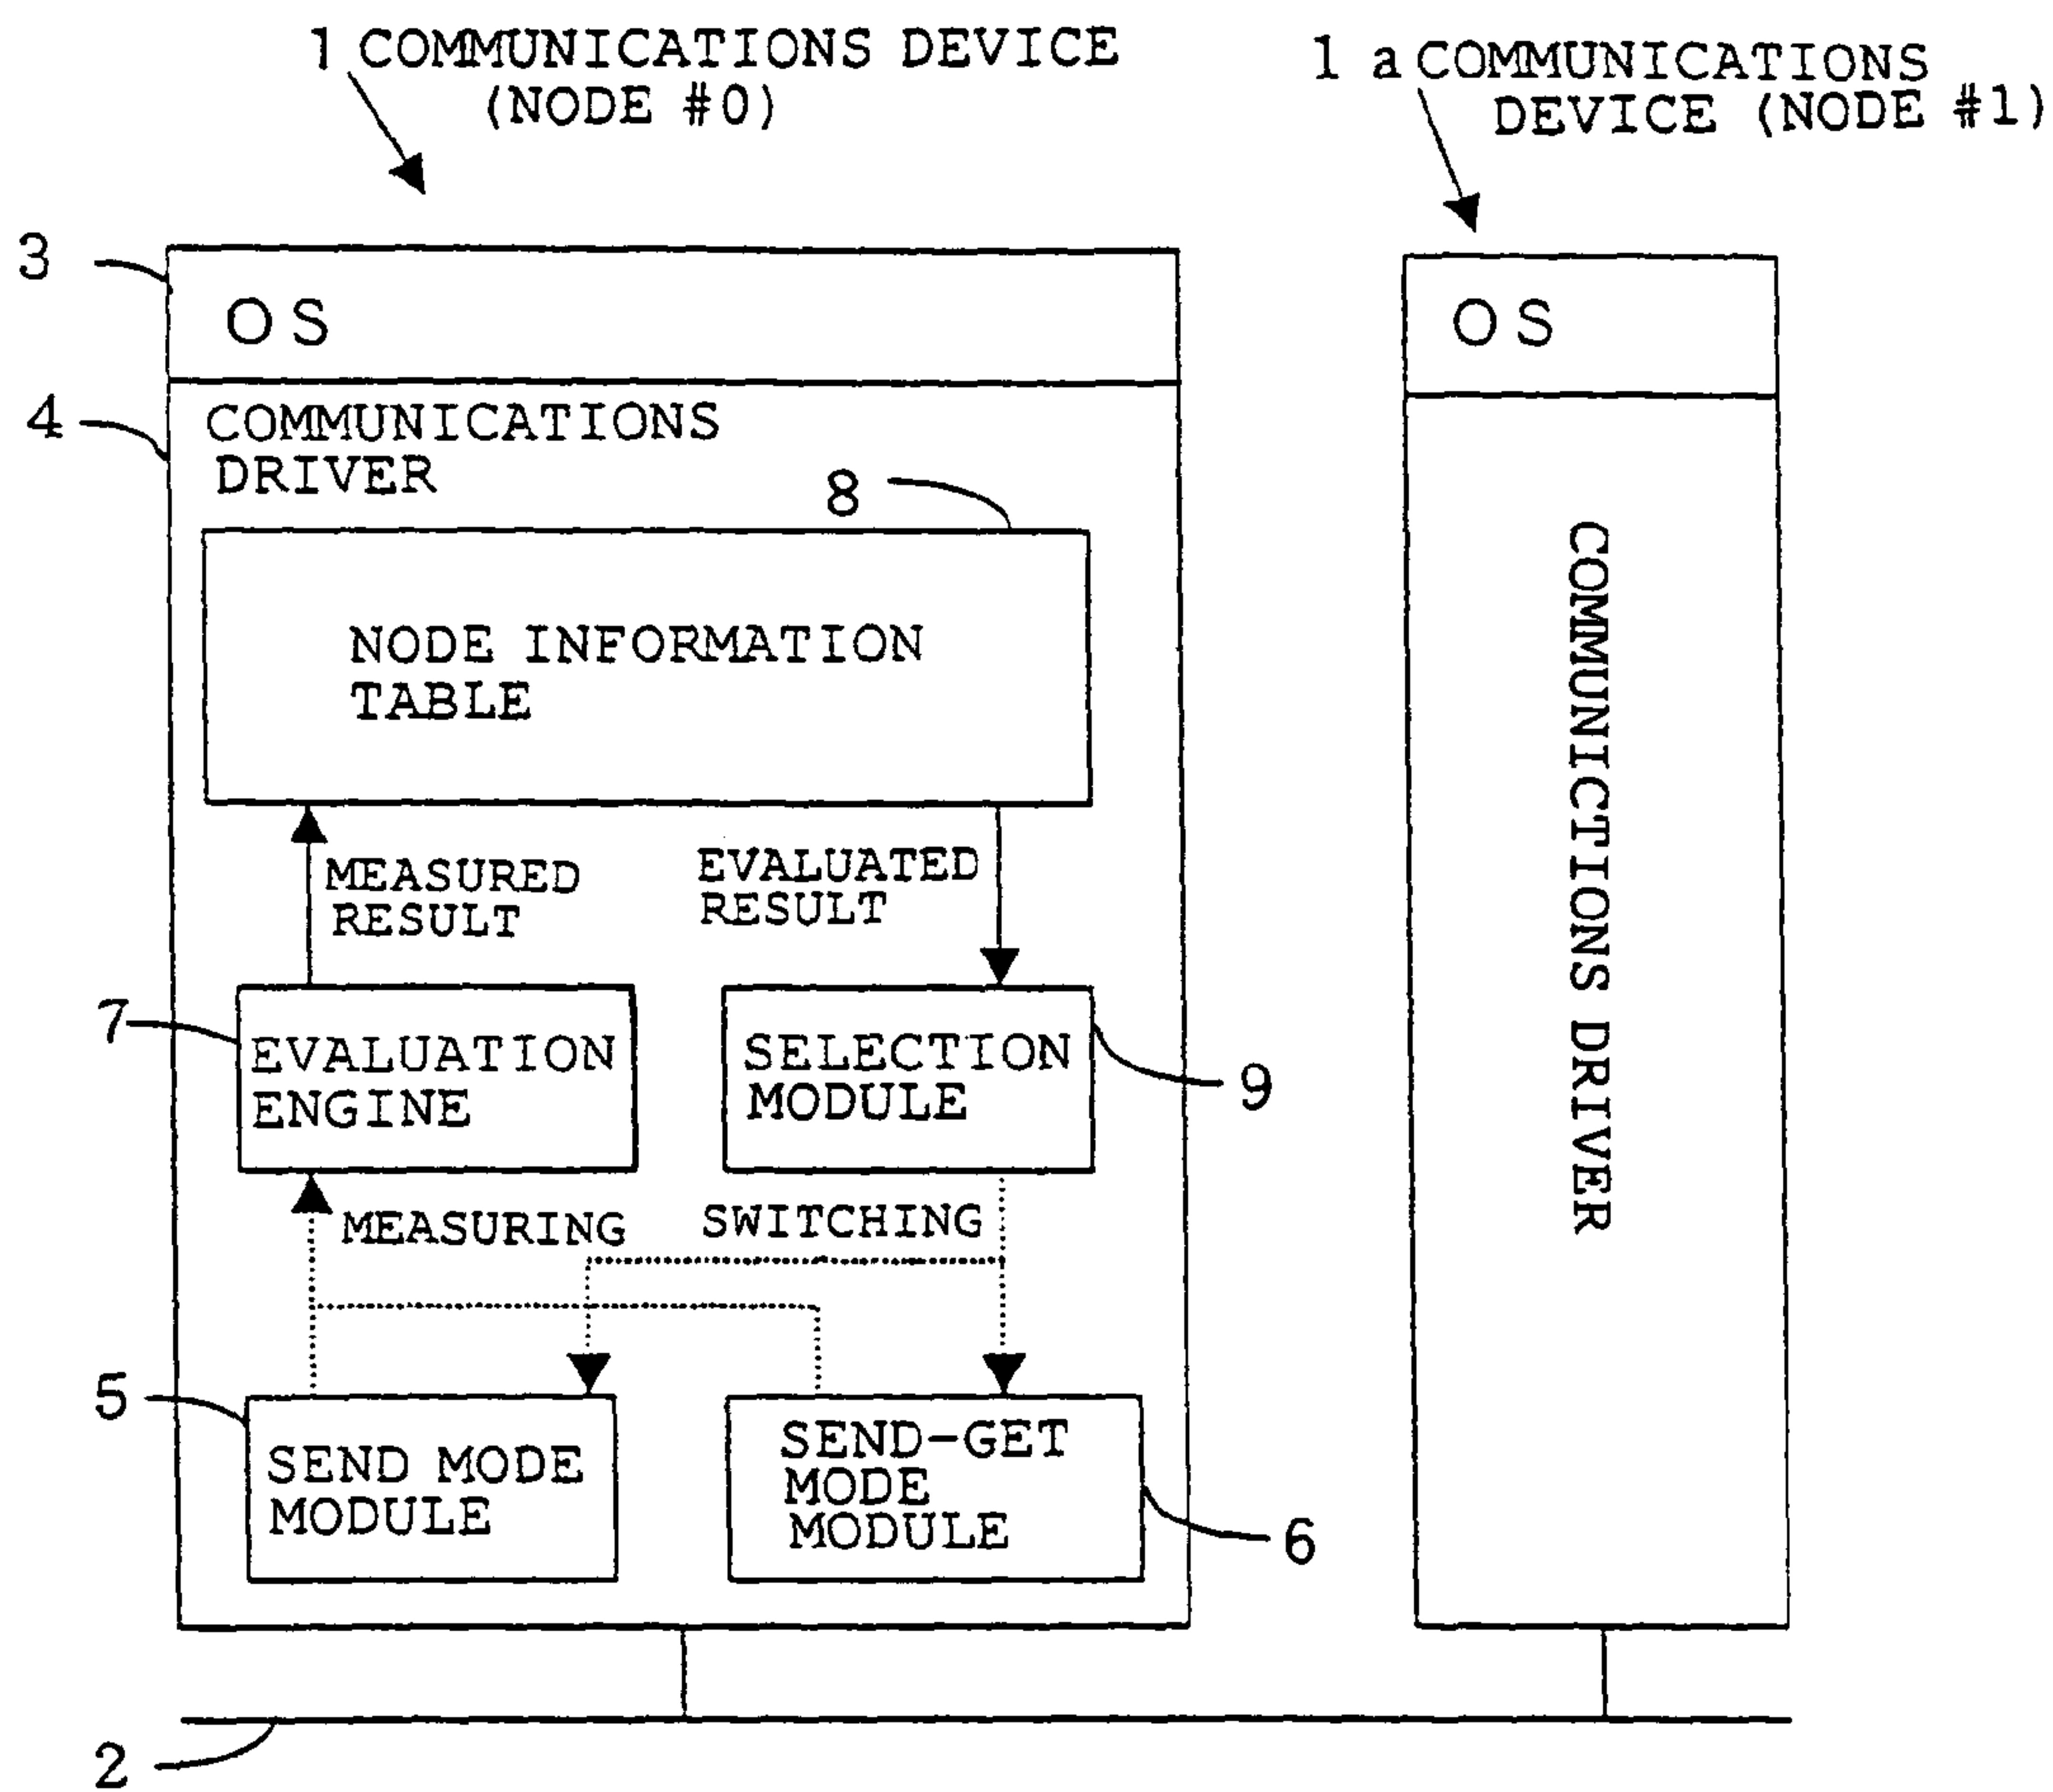 1 COMMUNICATIONS DEVICE
(NODE #0)
1 a COMMUNICATIONS
DEVICE (NODE #1)
3
OS
OS
4
COMMUNICATIONS
DRIVER
8
NODE INFORMATION
TABLE
COMMUNICTIONS DRIVER
MEASURED
RESULT
EVALUATED
RESULT
7
EVALUATION
ENGINE
SELECTION
MODULE
9
MEASURING
SWITCHING
5
SEND MODE
MODULE
SEND-GET
MODE
MODULE
6
2